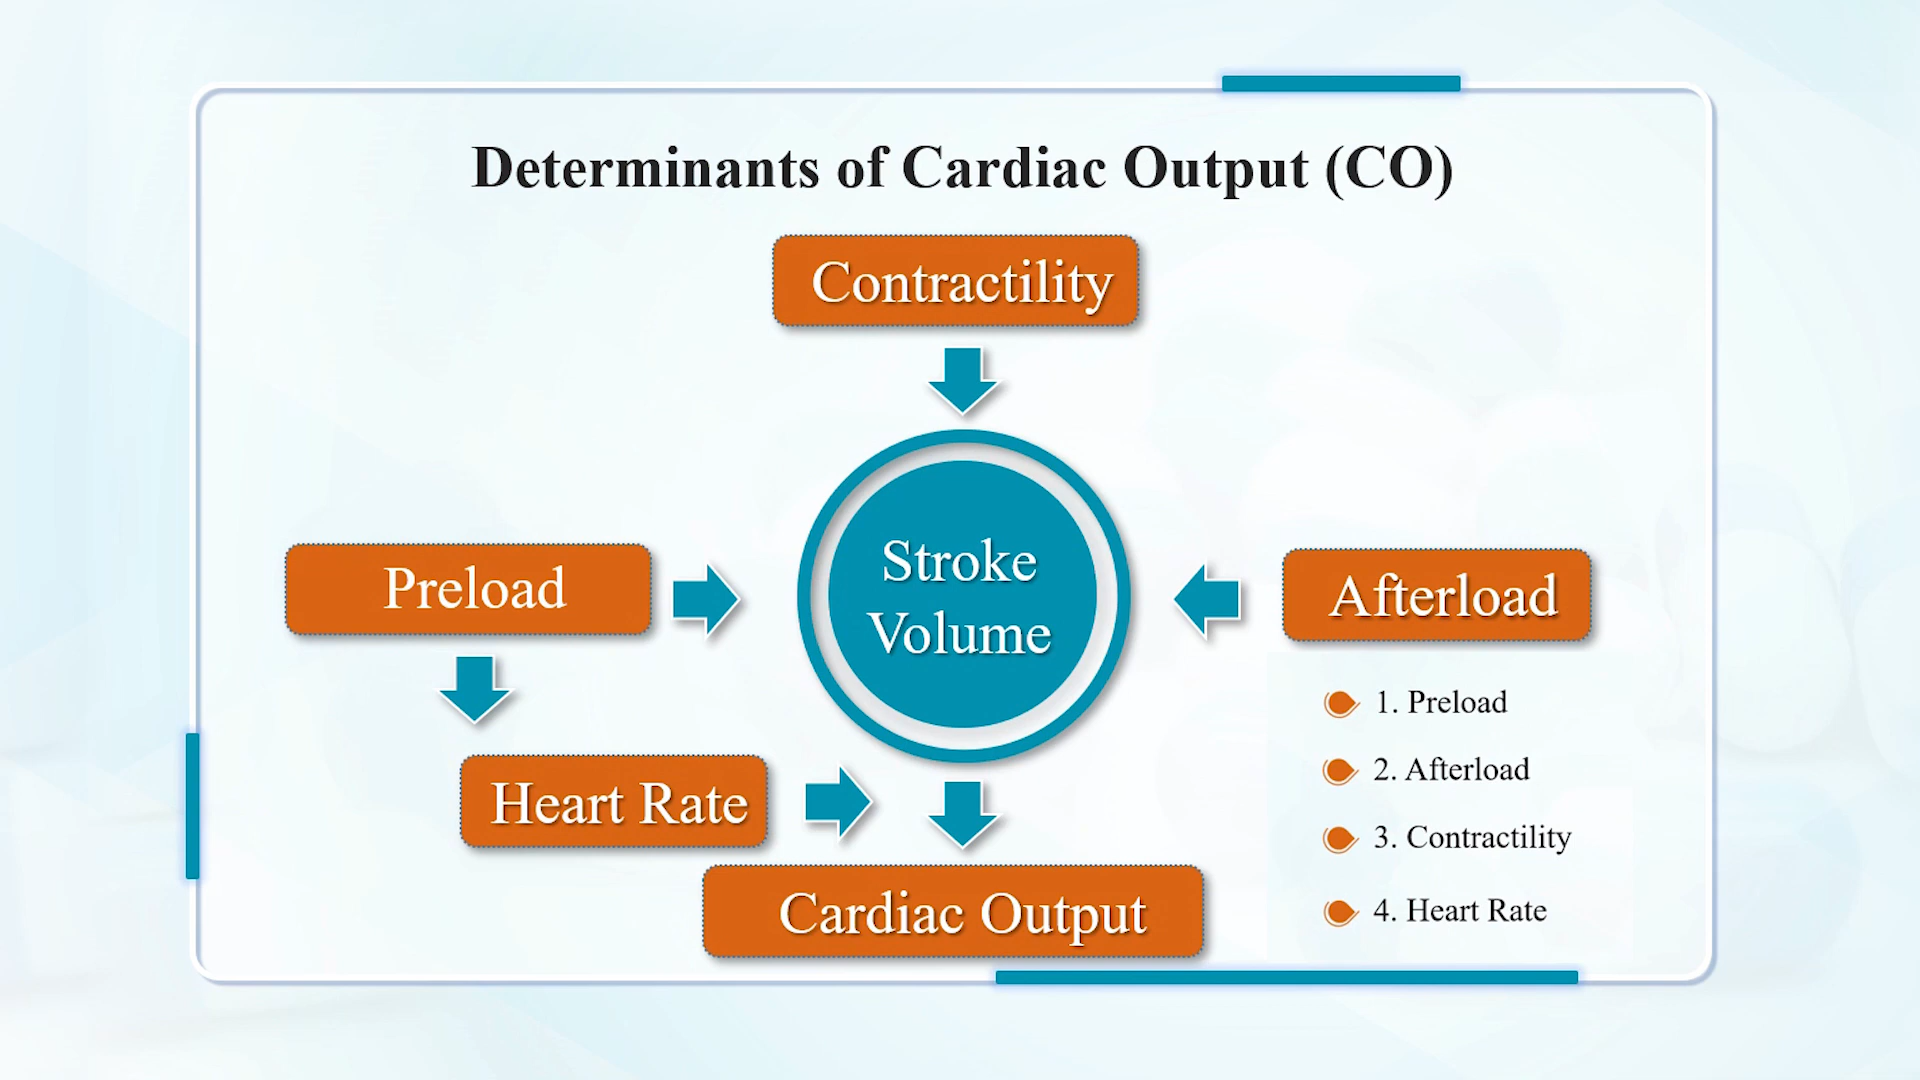 Determinants of Cardiac Output (CO)
Contractility
Preload
Stroke
Volume
Afterload
Heart Rate
Cardiac Output
1. Preload
2. Afterload
3. Contractility
4. Heart Rate